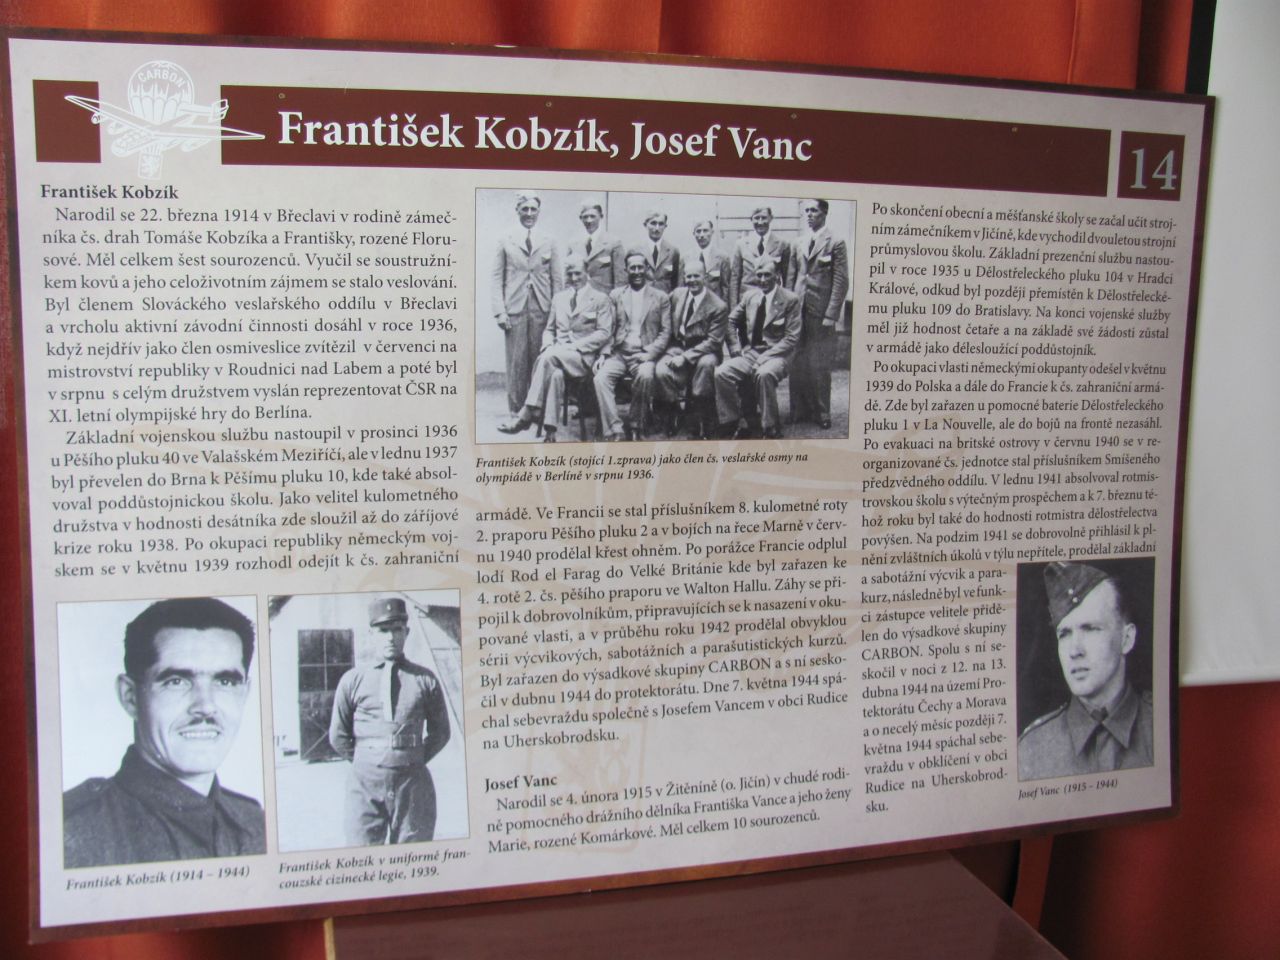 CARBON
František Kobzík, Josef Vanc
14
František Kobzík
Narodil se 22. března 1914 v Břeclavi v rodině zámeč-
níka čs. drah Tomáše Kobzíka a Františky, rozené Floru-
sové. Měl celkem šest sourozenců. Vyučil se soustružní-
kem kovů a jeho celoživotním zájmem se stalo veslování.
Byl členem Slováckého veslařského oddílu v Břeclavi
a vrcholu aktivní závodní činnosti dosáhl v roce 1936,
když nejdřív jako člen osmiveslice zvítězil v červenci na
mistrovství republiky v Roudnici nad Labem a poté byl
v srpnu s celým družstvem vyslán reprezentovat ČSR na
XI. letní olympijské hry do Berlína.
Základní vojenskou službu nastoupil v prosinci 1936
u Pěšího pluku 40 ve Valašském Meziříčí, ale v lednu 1937
byl převelen do Brna k Pěšímu pluku 10, kde také absol-
voval poddůstojnickou školu. Jako velitel kulometného
družstva v hodnosti desátníka zde sloužil až do zářijové
krize roku 1938. Po okupaci republiky německým voj-
skem se v květnu 1939 rozhodl odejít k čs. zahraniční
František Kobzík (1914 – 1944)
František Kobzík v uniformě fran-
couzské cizinecké legie, 1939.
František Kobzík (stojící 1.zprava) jako člen čs. veslařské osmy na
olympiádě v Berlíně v srpnu 1936.
armádě. Ve Francii se stal příslušníkem 8. kulometné roty
2. praporu Pěšího pluku 2 a v bojích na řece Marně v červ-
nu 1940 prodělal křest ohněm. Po porážce Francie odplul
lodí Rod el Farag do Velké Británie kde byl zařazen ke
4. rotě 2. čs. pěšího praporu ve Walton Hallu. Záhy se při-
pojil k dobrovolníkům, připravujících se k nasazení v oku-
pované vlasti, a v průběhu roku 1942 prodělal obvyklou
sérii výcvikových, sabotážních a parašutistických kurzů.
Byl zařazen do výsadkové skupiny CARBON a s ní sesko-
čil v dubnu 1944 do protektorátu. Dne 7. května 1944 spá-
chal sebevraždu společně s Josefem Vancem v obci Rudice
na Uherskobrodsku.
Josef Vanc
Narodil se 4. února 1915 v Žitěníně (o. Jičín) v chudé rodi-
ně pomocného drážního dělníka Františka Vance a jeho ženy
Marie, rozené Komárkové. Měl celkem 10 sourozenců.
Po skončení obecní a měšťanské školy se začal učit stroj-
ním zámečníkem v Jičíně, kde vychodil dvouletou strojní
průmyslovou školu. Základní prezenční službu nastou-
pil v roce 1935 u Dělostřeleckého pluku 104 v Hradci
Králové, odkud byl později přemístěn k Dělostřelecké-
mu pluku 109 do Bratislavy. Na konci vojenské služby
měl již hodnost četaře a na základě své žádosti zůstal
v armádě jako délesloužící poddůstojník.
Po okupaci vlasti německými okupanty odešel v květnu
1939 do Polska a dále do Francie k čs. zahraniční armá-
dě. Zde byl zařazen u pomocné baterie Dělostřeleckého
pluku 1 v La Nouvelle, ale do bojů na frontě nezasáhl.
Po evakuaci na britské ostrovy v červnu 1940 se v re-
organizované čs. jednotce stal příslušníkem Smíšeného
předzvědného oddílu. V lednu 1941 absolvoval rotmis-
trovskou školu s výtečným prospěchem a k 7. březnu té-
hož roku byl také do hodnosti rotmistra dělostřelectva
povýšen. Na podzim 1941 se dobrovolně přihlásil k pl-
nění zvláštních úkolů v týlu nepřítele, prodělal základní
a sabotážní výcvik a para-
kurz, následně byl ve funk-
ci zástupce velitele přidě-
len do výsadkové skupiny
CARBON. Spolu s ní se-
skočil v noci z 12. na 13.
dubna 1944 na území Pro-
tektorátu Čechy a Morava
a o necelý měsíc později 7.
května 1944 spáchal sebe-
vraždu v obklíčení v obci
Rudice na Uherskobrod-
sku.
Josef Vanc (1915 – 1944)